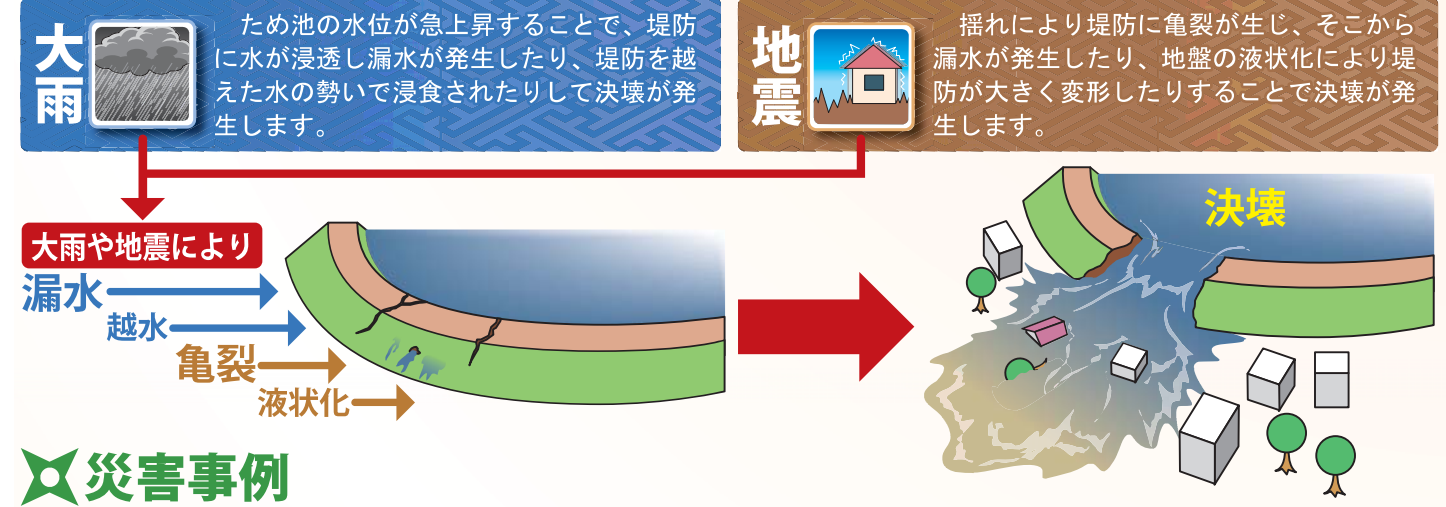 大雨
ため池の水位が急上昇することで、堤防
に水が浸透し漏水が発生したり、堤防を越
えた水の勢いで浸食されたりして決壊が発
生します。
地震
揺れにより堤防に亀裂が生じ、そこから
漏水が発生したり、地盤の液状化により堤
防が大きく変形したりすることで決壊が発
生します。
大雨や地震により
漏水
越水
亀裂
液状化
決壊
災害事例